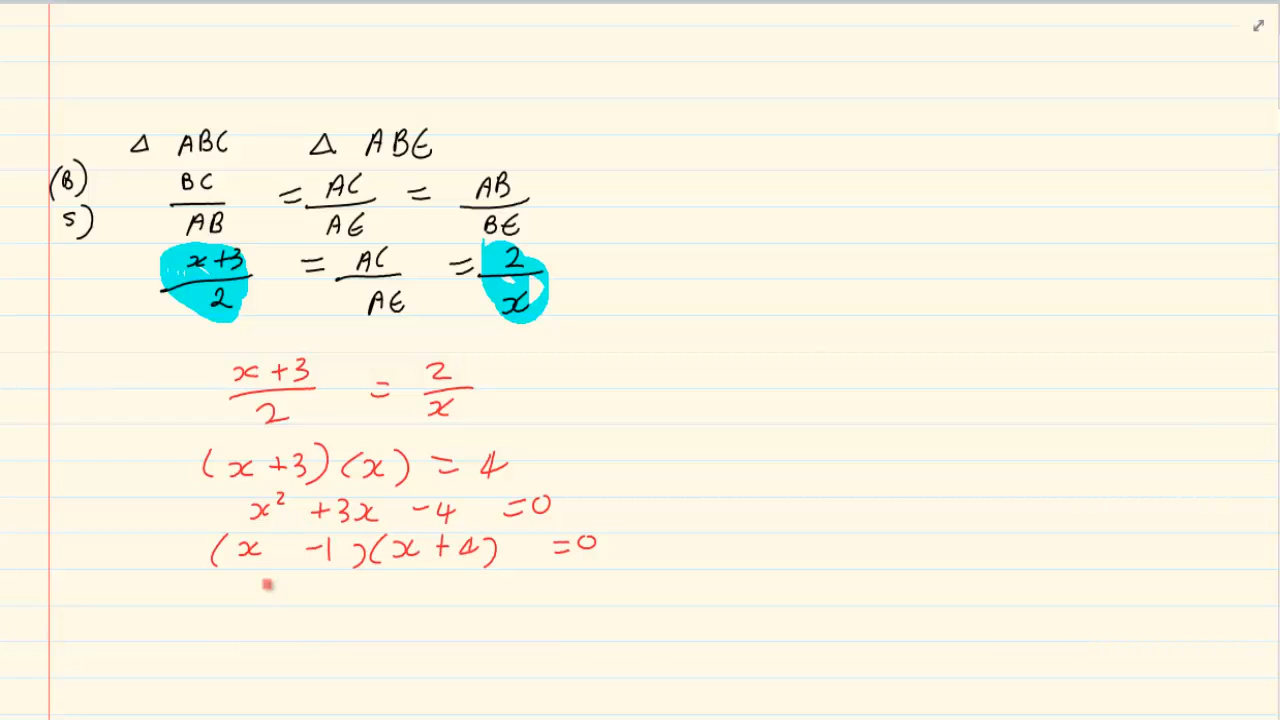 Δ ABC Δ ABE
(B) BC/AB = AC/AE = AB/BE
5) x+3/2 = AC/AE = 2/x
x+3/2 = 2/x
(x+3)(x) = 4
x² +3x -4 =0
(x -1)(x+4) =0